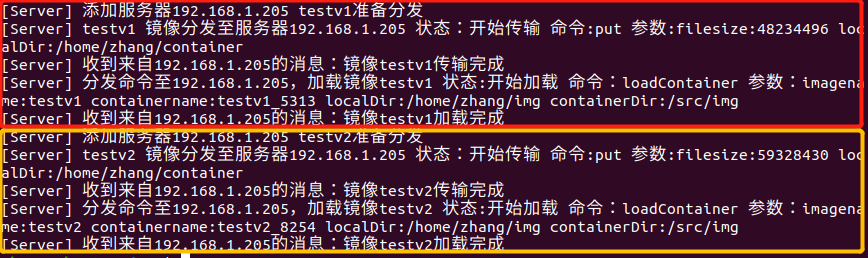 [Server] 添加服务器192.168.1.205 testv1准备分发
[Server] testv1 镜像分发至服务器192.168.1.205 状态：开始传输 命令:put 参数:filesize:48234496 loc
alDir:/home/zhang/container
[Server] 收到来自192.168.1.205的消息：镜像testv1传输完成
[Server] 分发命令至192.168.1.205，加载镜像testv1 状态:开始加载 命令：loadContainer 参数：imagena
me:testv1 containername:testv1_5313 localDir:/home/zhang/img containerDir:/src/img
[Server] 收到来自192.168.1.205的消息：镜像testv1加载完成
[Server] 添加服务器192.168.1.205 testv2准备分发
[Server] testv2 镜像分发至服务器192.168.1.205 状态：开始传输 命令:put 参数:filesize:59328430 loc
alDir:/home/zhang/container
[Server] 收到来自192.168.1.205的消息：镜像testv2传输完成
[Server] 分发命令至192.168.1.205，加载镜像testv2 状态:开始加载 命令：loadContainer 参数：imagena
me:testv2 containername:testv2_8254 localDir:/home/zhang/img containerDir:/src/img
[Server] 收到来自192.168.1.205的消息：镜像testv2加载完成